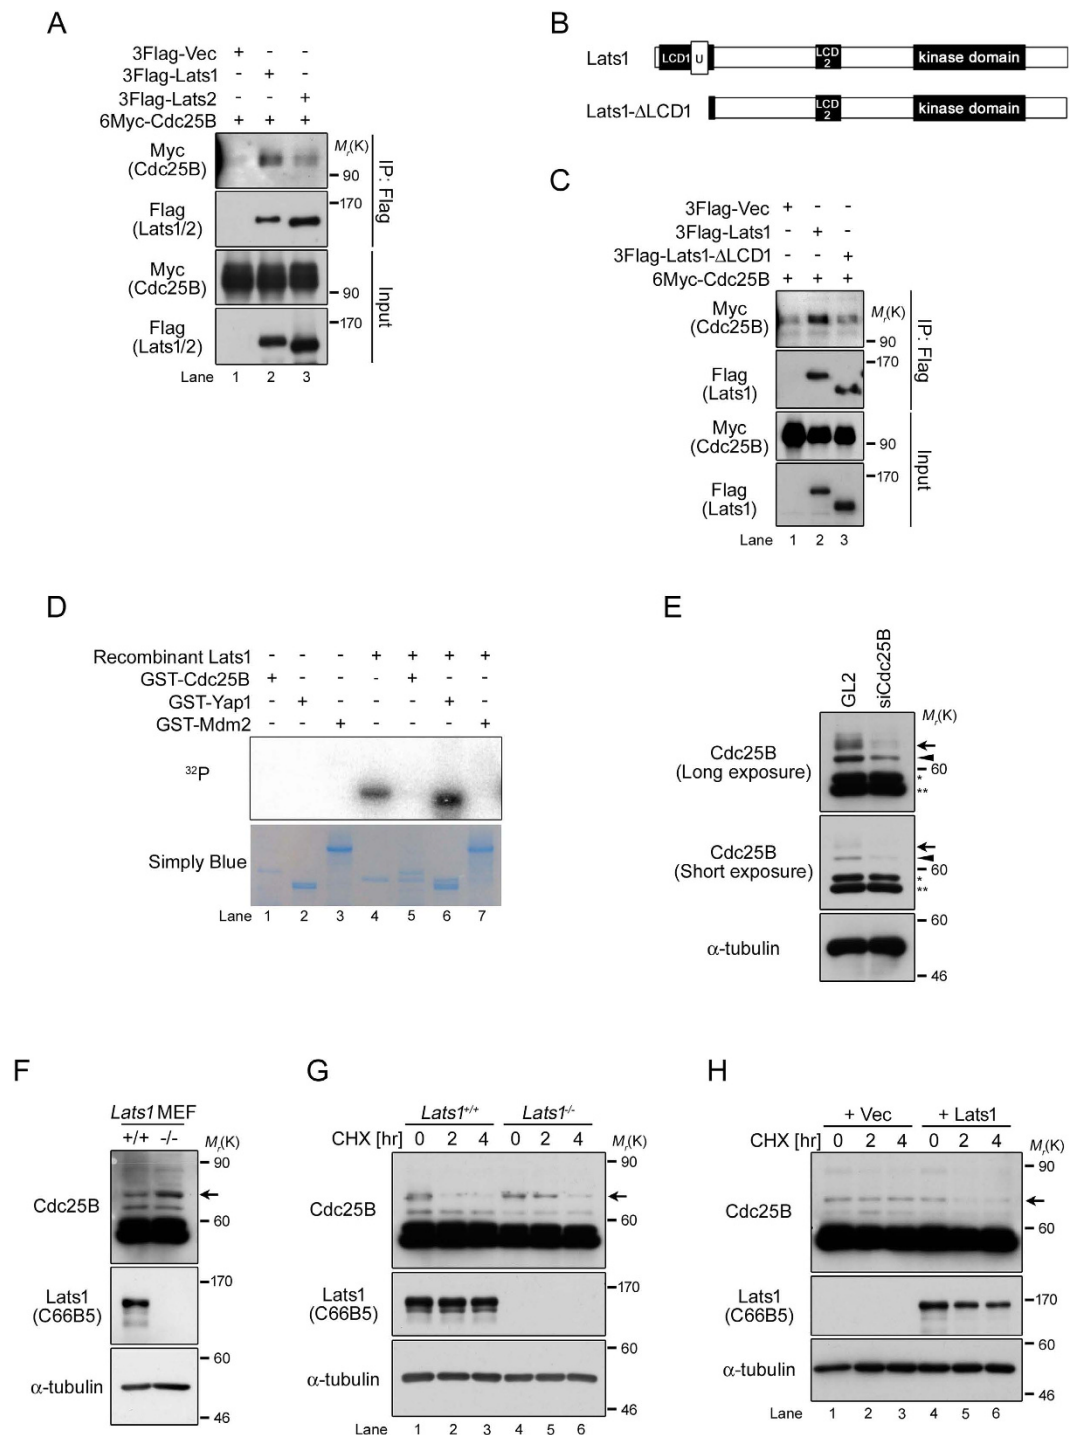 A
3Flag-Vec + - -
3Flag-Lats1 - + -
3Flag-Lats2 - - +
6Myc-Cdc25B + + +
Myc
(Cdc25B)
Mr(K)
90
Flag
(Lats1/2)
170
IP: Flag
Myc
(Cdc25B)
90
Flag
(Lats1/2)
170
Input
Lane 1 2 3
B
Lats1
LCD1 U LCD 2 kinase domain
Lats1-ΔLCD1
LCD 2 kinase domain
C
3Flag-Vec + - -
3Flag-Lats1 - + -
3Flag-Lats1-ΔLCD1 - - +
6Myc-Cdc25B + + +
Myc
(Cdc25B)
Mr(K)
90
Flag
(Lats1)
170
IP: Flag
Myc
(Cdc25B)
90
Flag
(Lats1)
170
Input
Lane 1 2 3
D
Recombinant Lats1 - - - + + + +
GST-Cdc25B + - - - + - -
GST-Yap1 - + - - - + -
GST-Mdm2 - - + - - - +
32P
Simply Blue
Lane 1 2 3 4 5 6 7
E
GL2 siCdc25B
Mr(K)
Cdc25B
(Long exposure)
60
*
**
Cdc25B
(Short exposure)
60
*
**
α-tubulin
60
46
F
Lats1 MEF
+/+ -/- Mr(K)
Cdc25B
90
60
Lats1
(C66B5)
170
α-tubulin
60
46
G
Lats1+/+ Lats1-/-
CHX [hr] 0 2 4 0 2 4 Mr(K)
Cdc25B
90
60
Lats1
(C66B5)
170
α-tubulin
60
46
Lane 1 2 3 4 5 6
H
+ Vec + Lats1
CHX [hr] 0 2 4 0 2 4 Mr(K)
Cdc25B
90
60
Lats1
(C66B5)
170
α-tubulin
60
46
Lane 1 2 3 4 5 6